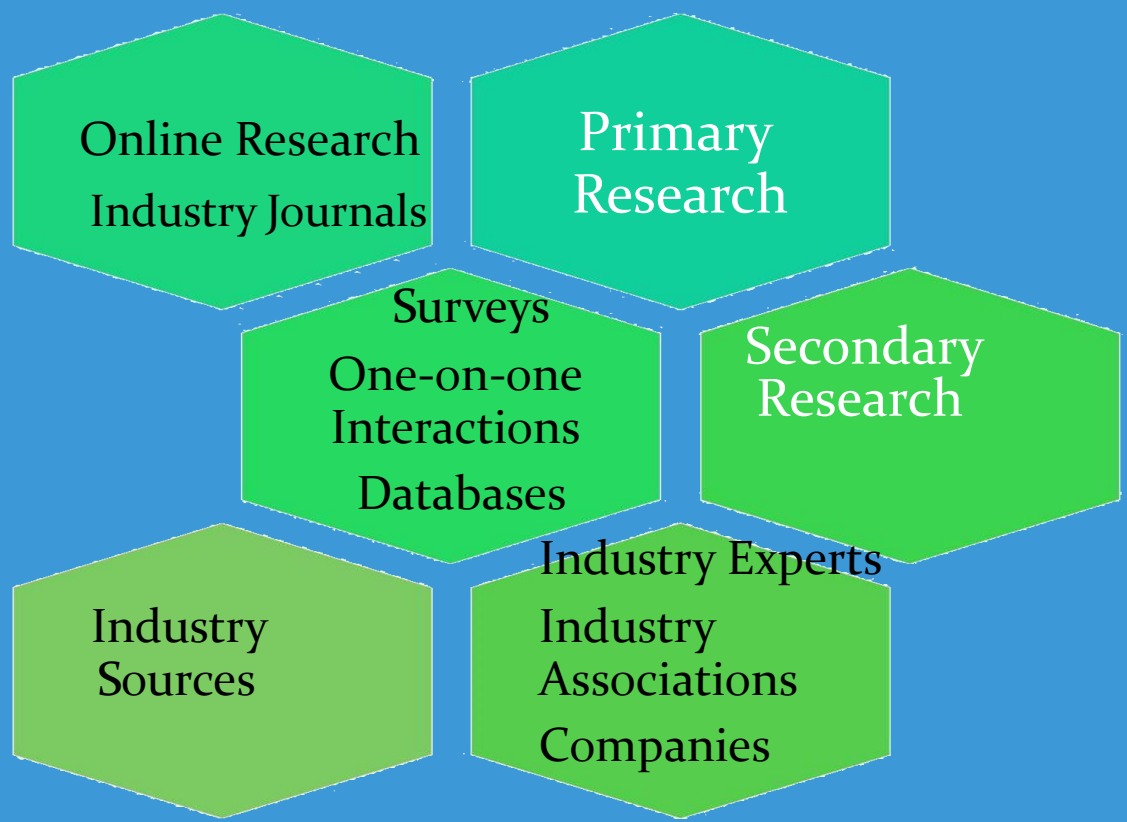 Online Research
Industry Journals
Primary
Research
Surveys
One-on-one
Interactions
Databases
Secondary
Research
Industry
Sources
Industry Experts
Industry
Associations
Companies